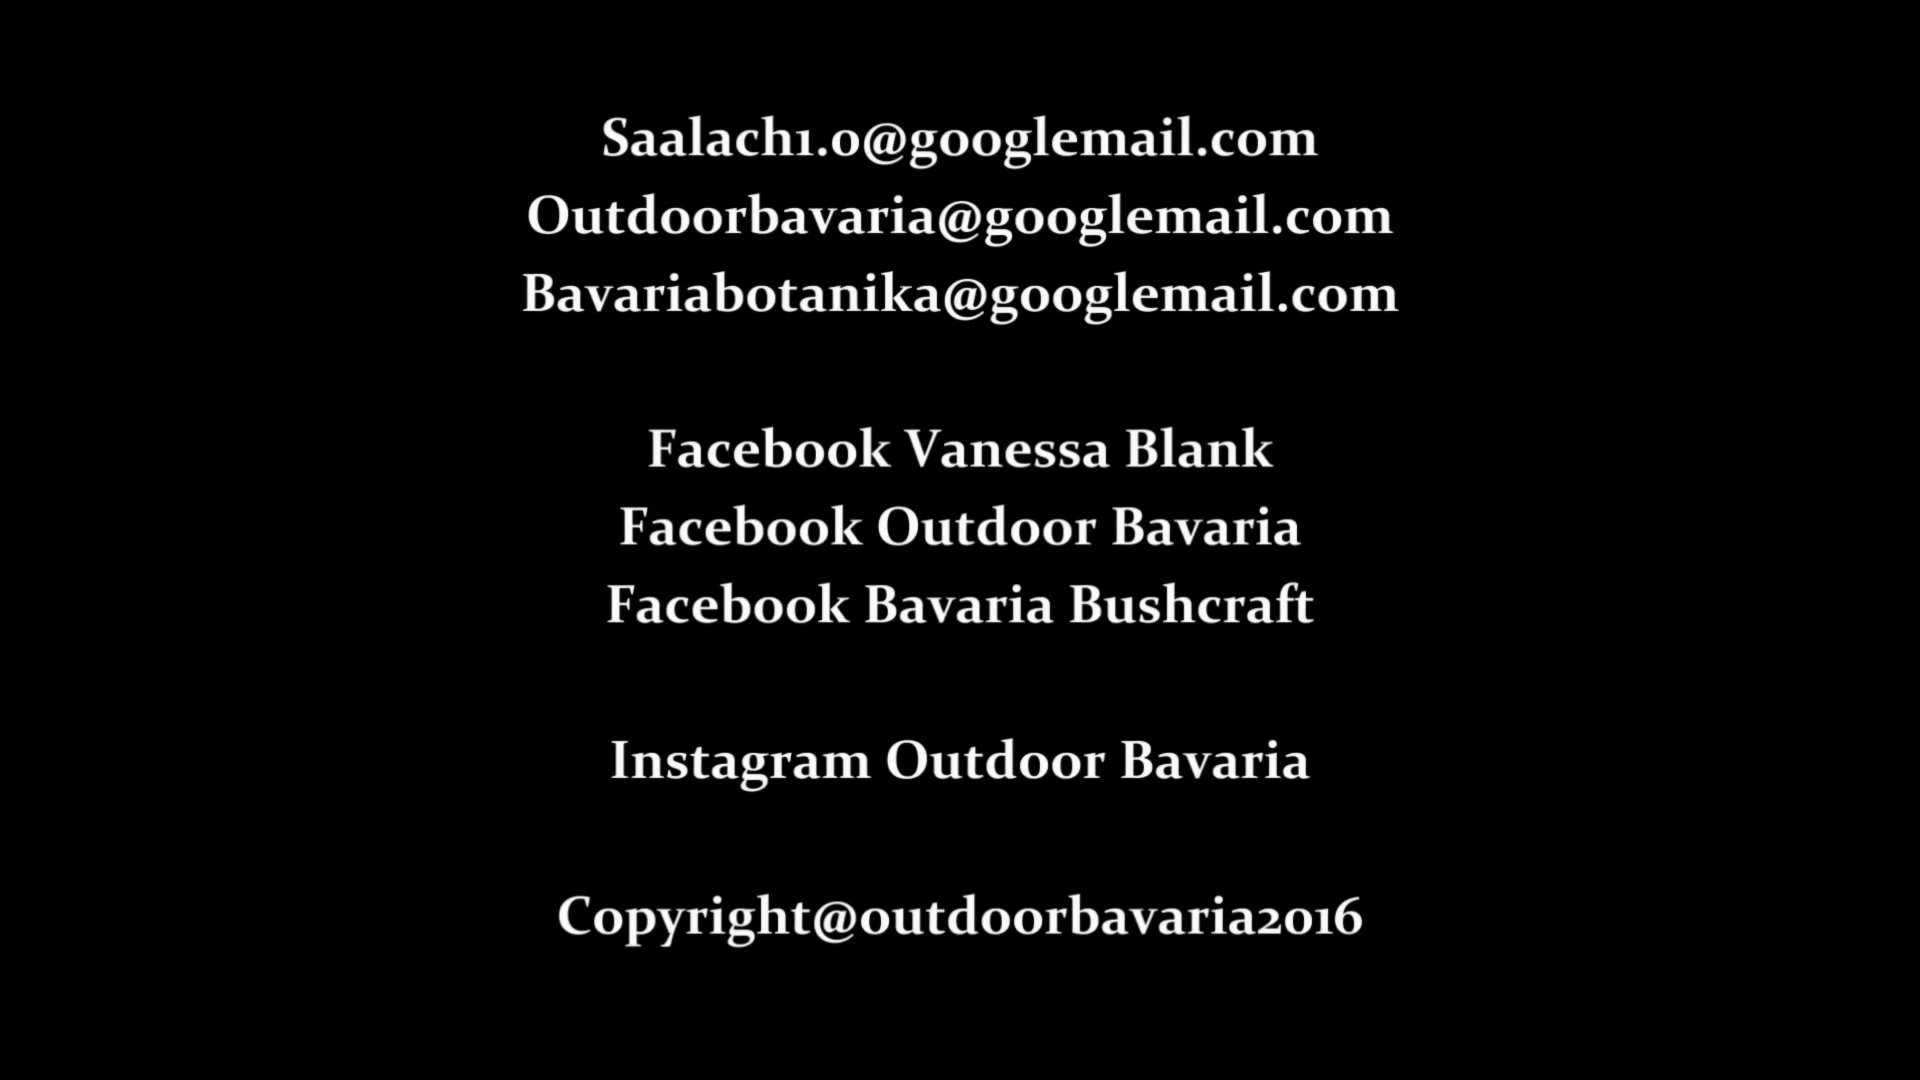 Saalach1.0@googlemail.com
Outdoorbavaria@googlemail.com
Bavariabotanika@googlemail.com
Facebook Vanessa Blank
Facebook Outdoor Bavaria
Facebook Bavaria Bushcraft
Instagram Outdoor Bavaria
Copyright@outdoorbavaria2016